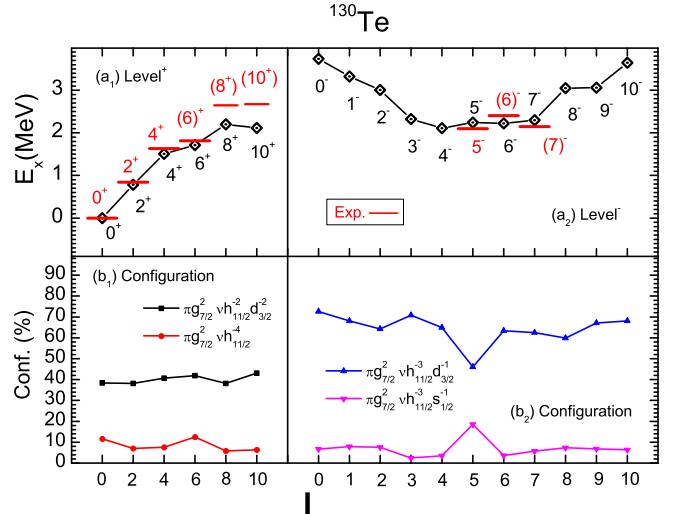 ¹³⁰Te
(a₁) Level⁺
0⁺ 2⁺ 4⁺ (6)⁺ (8⁺) (10⁺)
0⁺ 2⁺ 4⁺ 6⁺ 8⁺ 10⁺
0⁻ 1⁻ 2⁻ 3⁻ 4⁻ 5⁻ 6⁻ 7⁻ 8⁻ 9⁻ 10⁻
5⁻ (6)⁻ (7)⁻
Exp.
(a₂) Level⁻
Eₓ(MeV)
3
2
1
0
(b₁) Configuration
πg²₇/₂ νh⁻²₁₁/₂d⁻²₃/₂
πg²₇/₂ νh⁻⁴₁₁/₂
πg²₇/₂ νh⁻³₁₁/₂d⁻¹₃/₂
πg²₇/₂ νh⁻³₁₁/₂s⁻¹₁/₂
(b₂) Configuration
Conf. (%)
90
80
70
60
50
40
30
20
10
0
0 2 4 6 8 10
0 1 2 3 4 5 6 7 8 9 10
I